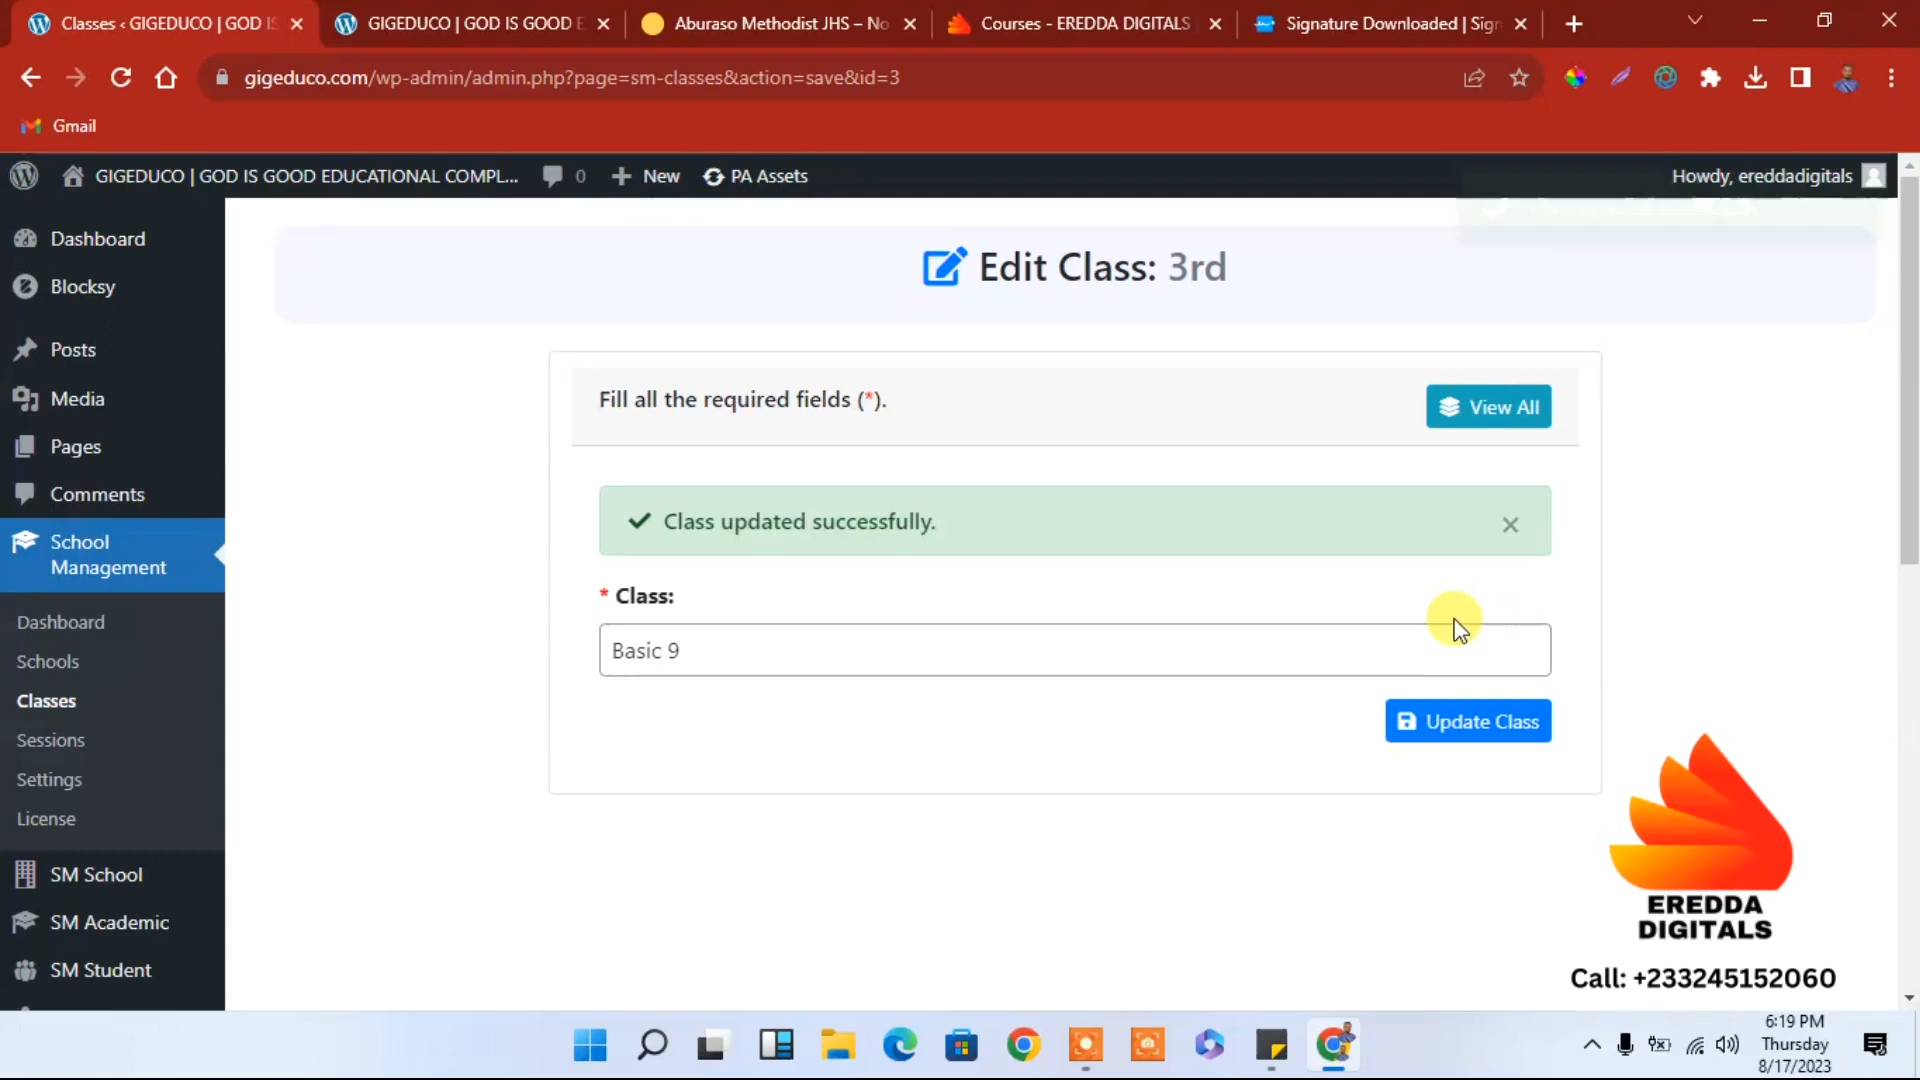 Classes ‹ GIGEDUCO | GOD IS
GIGEDUCO | GOD IS GOOD E
Aburaso Methodist JHS – No
Courses - EREDDA DIGITALS
Signature Downloaded | Sign
gigeduco.com/wp-admin/admin.php?page=sm-classes&action=save&id=3
Gmail
GIGEDUCO | GOD IS GOOD EDUCATIONAL COMPL...
0
New
PA Assets
Howdy, ereddadigitals
Dashboard
Blocksy
Posts
Media
Pages
Comments
School
Management
Dashboard
Schools
Classes
Sessions
Settings
License
SM School
SM Academic
SM Student
Edit Class: 3rd
Fill all the required fields (*).
View All
Class updated successfully.
* Class:
Basic 9
Update Class
EREDDA
DIGITALS
Call: +233245152060
6:19 PM
Thursday
8/17/2023